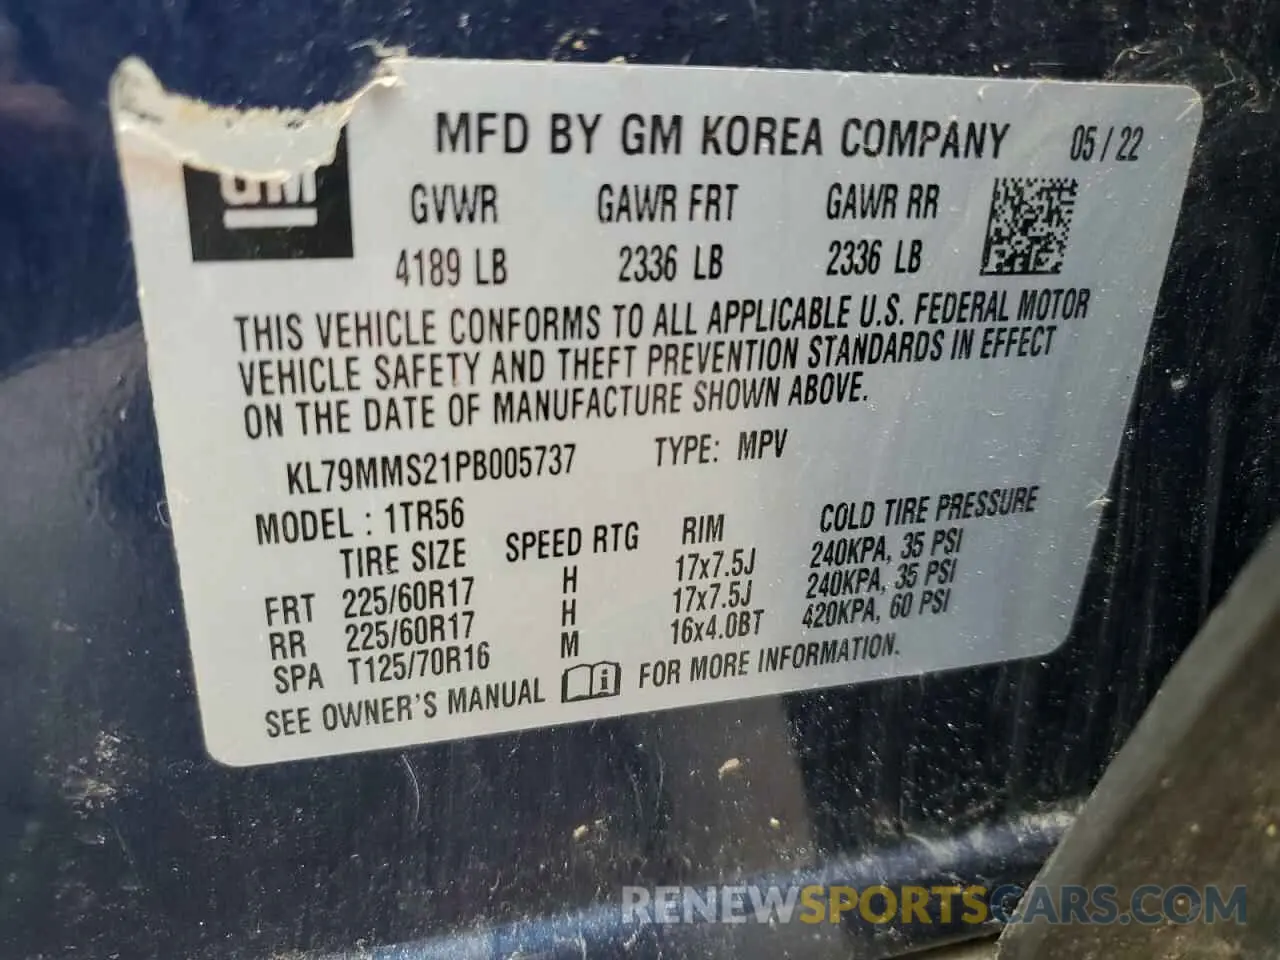 GM
MFD BY GM KOREA COMPANY 05/22
GVWR GAWR FRT GAWR RR
4189 LB 2336 LB 2336 LB
THIS VEHICLE CONFORMS TO ALL APPLICABLE U.S. FEDERAL MOTOR
VEHICLE SAFETY AND THEFT PREVENTION STANDARDS IN EFFECT
ON THE DATE OF MANUFACTURE SHOWN ABOVE.
KL79MMS21PB005737 TYPE: MPV
MODEL : 1TR56
TIRE SIZE SPEED RTG RIM COLD TIRE PRESSURE
FRT 225/60R17 H 17x7.5J 240KPA, 35 PSI
RR 225/60R17 H 17x7.5J 240KPA, 35 PSI
SPA T125/70R16 M 16x4.0BT 420KPA, 60 PSI
SEE OWNER'S MANUAL i FOR MORE INFORMATION.
RENEWSPORTSCARS.COM